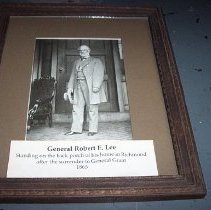 General Robert E. Lee
Standing on the back porch of his home in Richmond
after the surrender to General Grant
1865